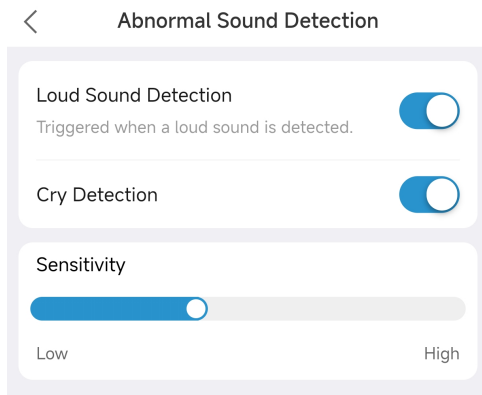 Abnormal Sound Detection
Loud Sound Detection
Triggered when a loud sound is detected.
Cry Detection
Sensitivity
Low
High